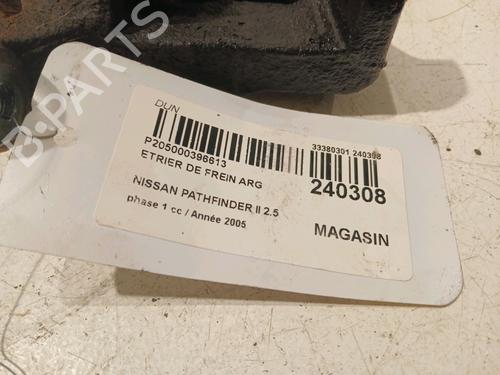 B-PARTS
DUN
P205000396613
ETRIER DE FREIN ARG
NISSAN PATHFINDER II 2.5
phase 1 cc / Année 2005
33380301 240308
240308
MAGASIN